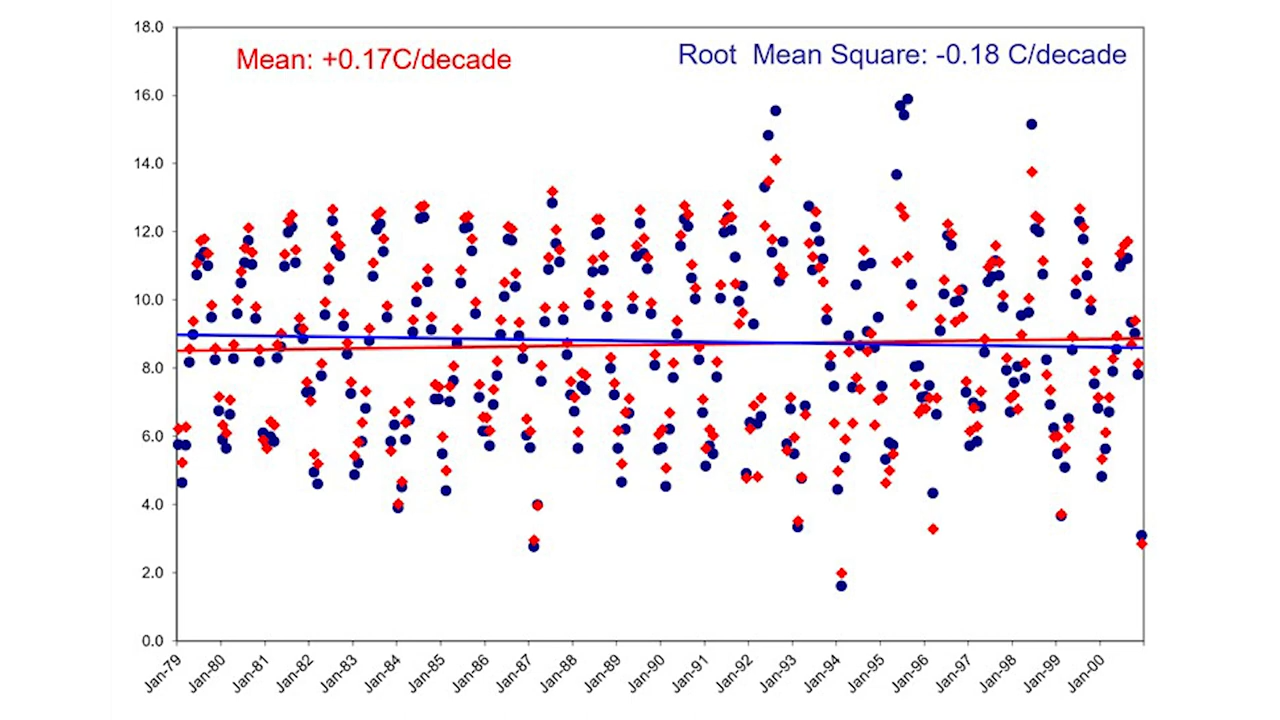 18.0
Mean: +0.17C/decade
Root Mean Square: -0.18 C/decade
16.0
14.0
12.0
10.0
8.0
6.0
4.0
2.0
0.0
Jan-79
Jan-80
Jan-81
Jan-82
Jan-83
Jan-84
Jan-85
Jan-86
Jan-87
Jan-88
Jan-89
Jan-90
Jan-91
Jan-92
Jan-93
Jan-94
Jan-95
Jan-96
Jan-97
Jan-98
Jan-99
Jan-00